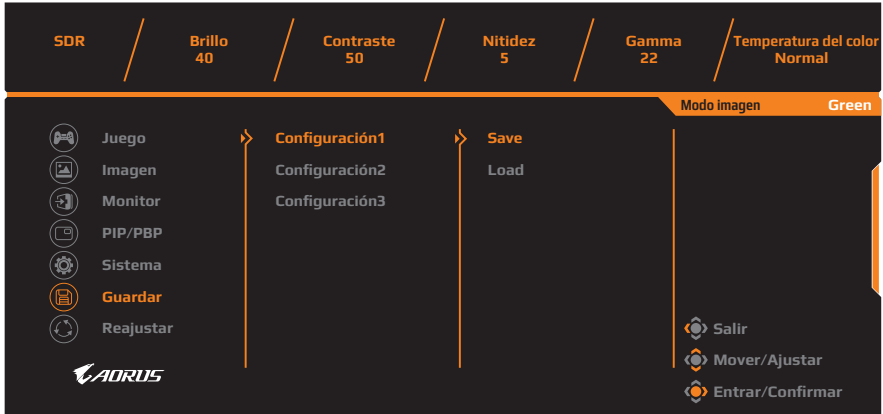 SDR
Brillo
40
Contraste
50
Nitidez
5
Gamma
22
Temperatura del color
Normal
Modo imagen Green
Juego
Imagen
Monitor
PIP/PBP
Sistema
Guardar
Reajustar
Configuración1
Configuración2
Configuración3
Save
Load
Salir
Mover/Ajustar
Entrar/Confirmar
AORUS